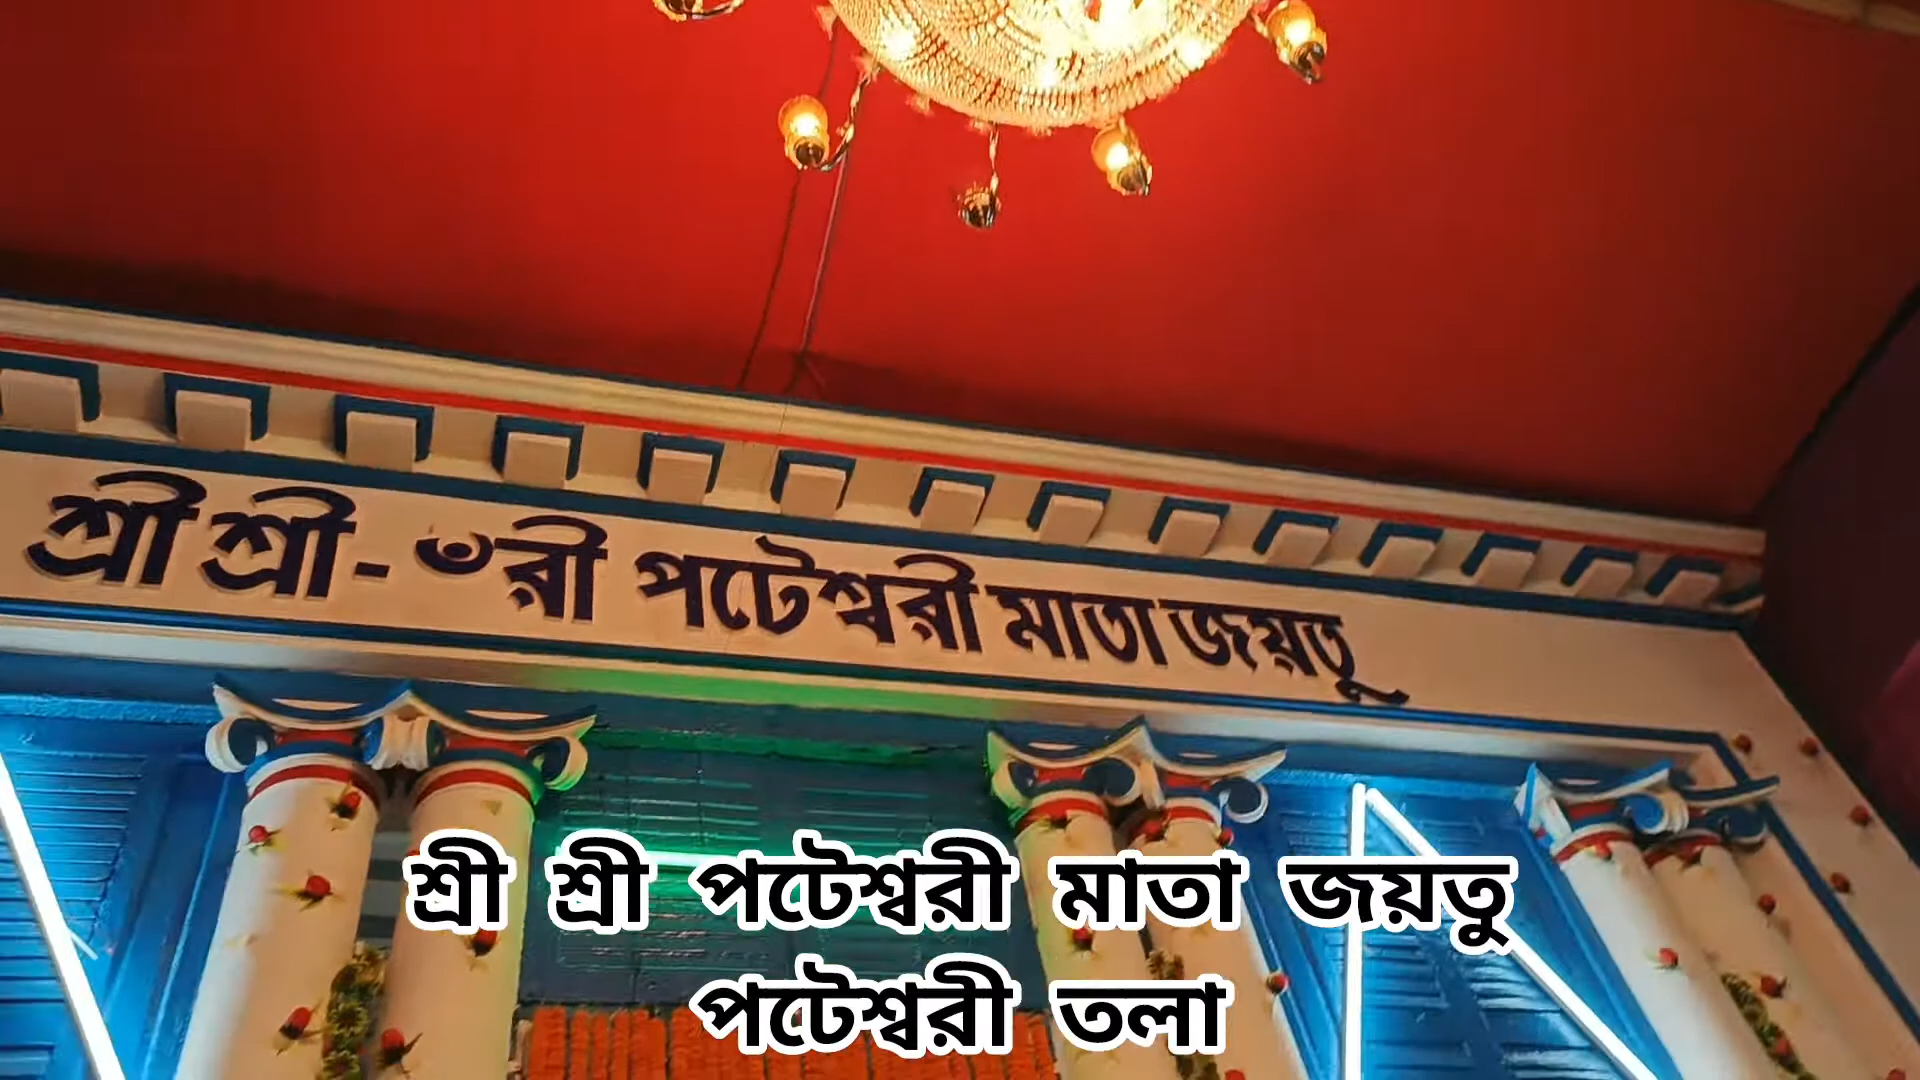 শ্রী শ্রী - ঁরী পটেশ্বরী মাতা জয়তু
শ্রী শ্রী পটেশ্বরী মাতা জয়তু
পটেশ্বরী তলা